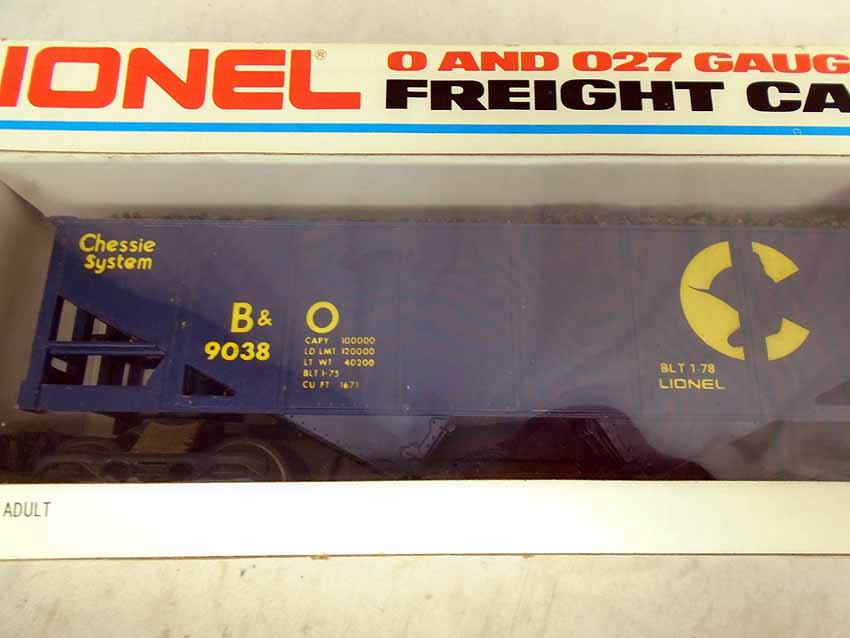 IONEL®
O AND O27 GAUG
FREIGHT CA
Chessie
System
B & O
9038
CAPY 100000
LD LMT 120000
LT WT 40200
BLT 1-75
CU FT 1671
BLT 1-78
LIONEL
ADULT